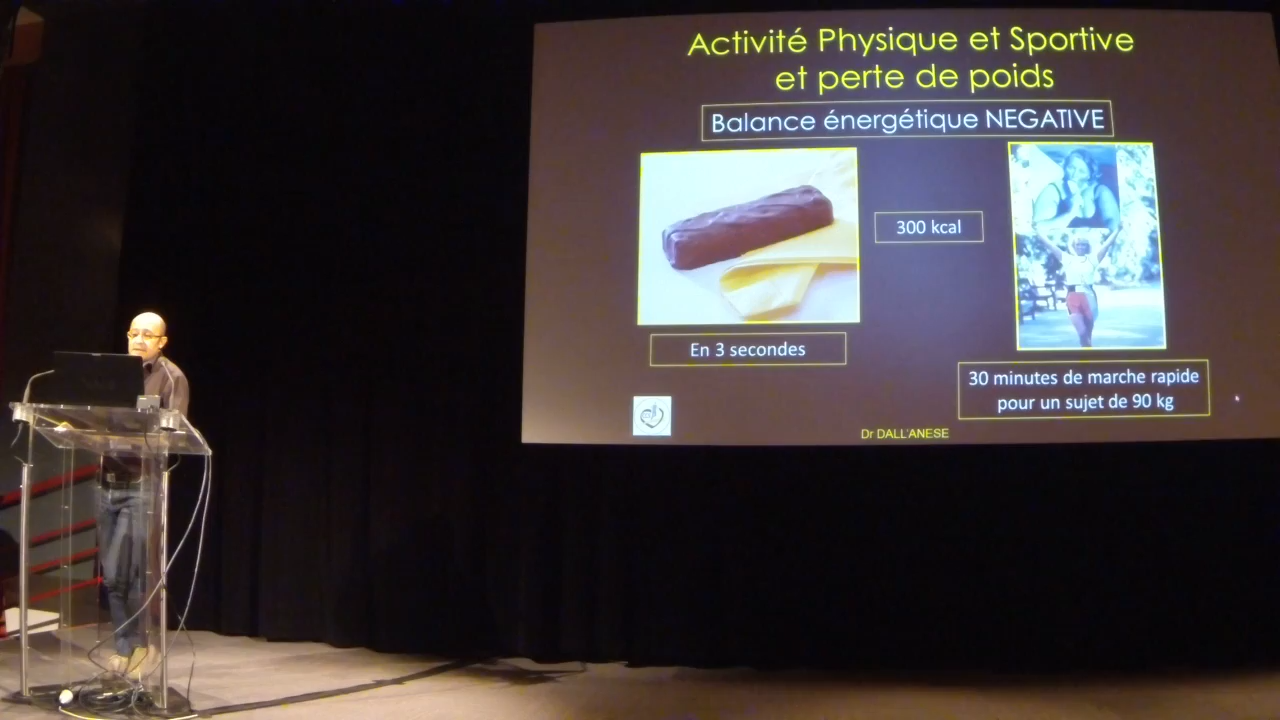 Activité Physique et Sportive
et perte de poids
Balance énergétique NEGATIVE
300 kcal
En 3 secondes
30 minutes de marche rapide
pour un sujet de 90 kg
Dr DALL'ANESE